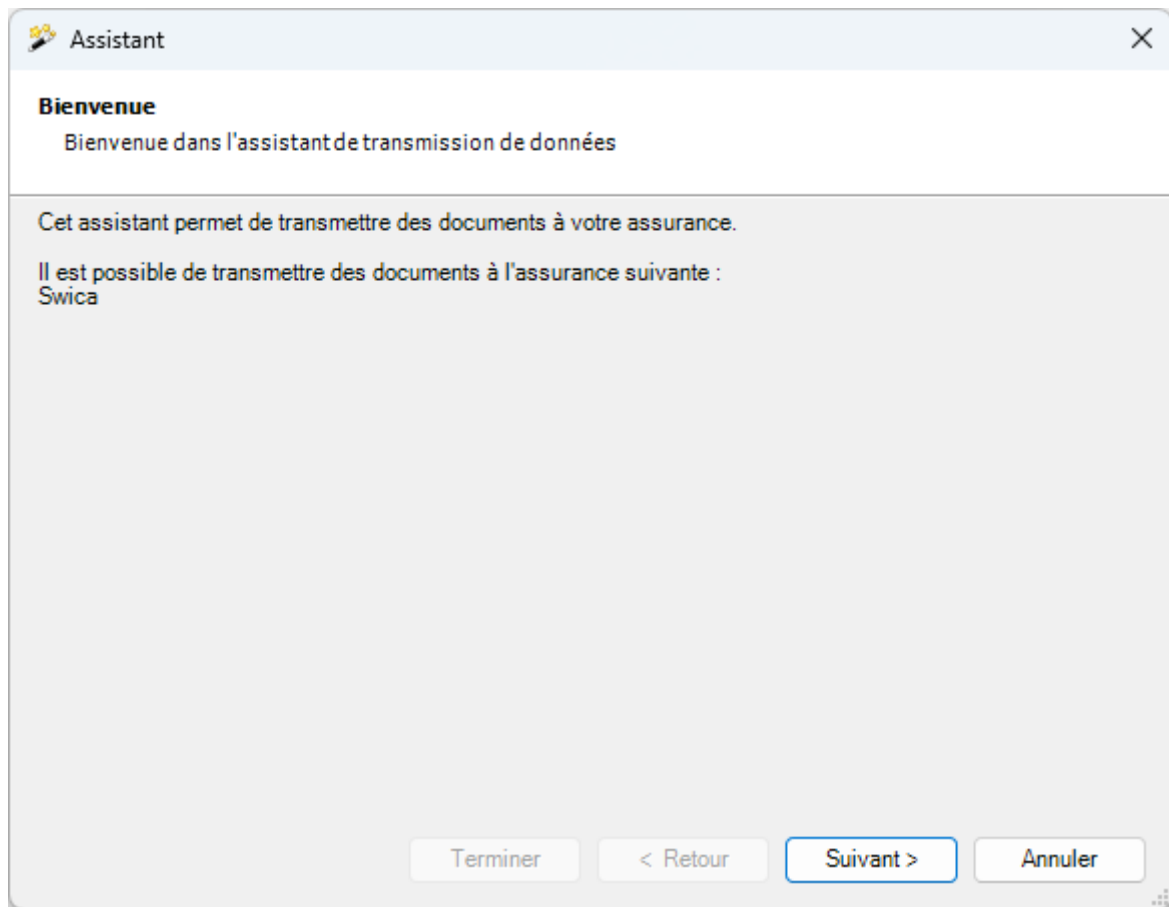 Assistant
Bienvenue
Bienvenue dans l'assistant de transmission de données
Cet assistant permet de transmettre des documents à votre assurance.
Il est possible de transmettre des documents à l'assurance suivante :
Swica
Terminer
< Retour
Suivant >
Annuler